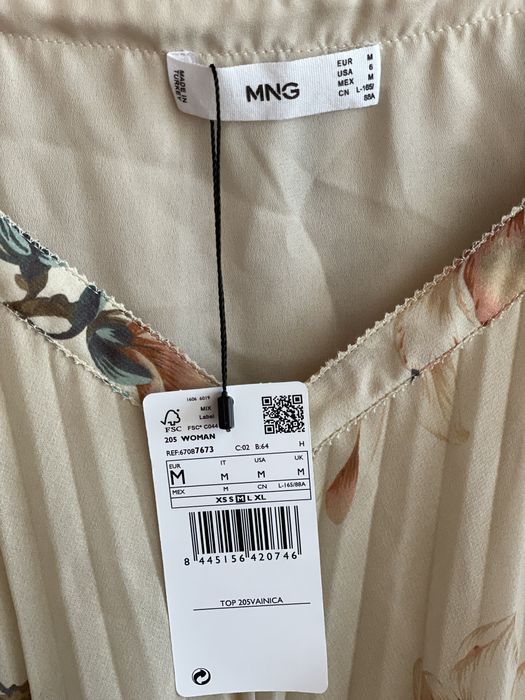 MADE IN
TURKEY
MNG
EUR M
USA 6
MEX M
CN L-165/
88A
1606 6019
MIX
Label
FSC
FSC® C044
205 WOMAN
REF:67087673 C:02 B:64 H
EUR IT USA UK
M M M M
MEX M CN L-165/88A
XS S M L XL
8 445156 420746
TOP 205VAINICA